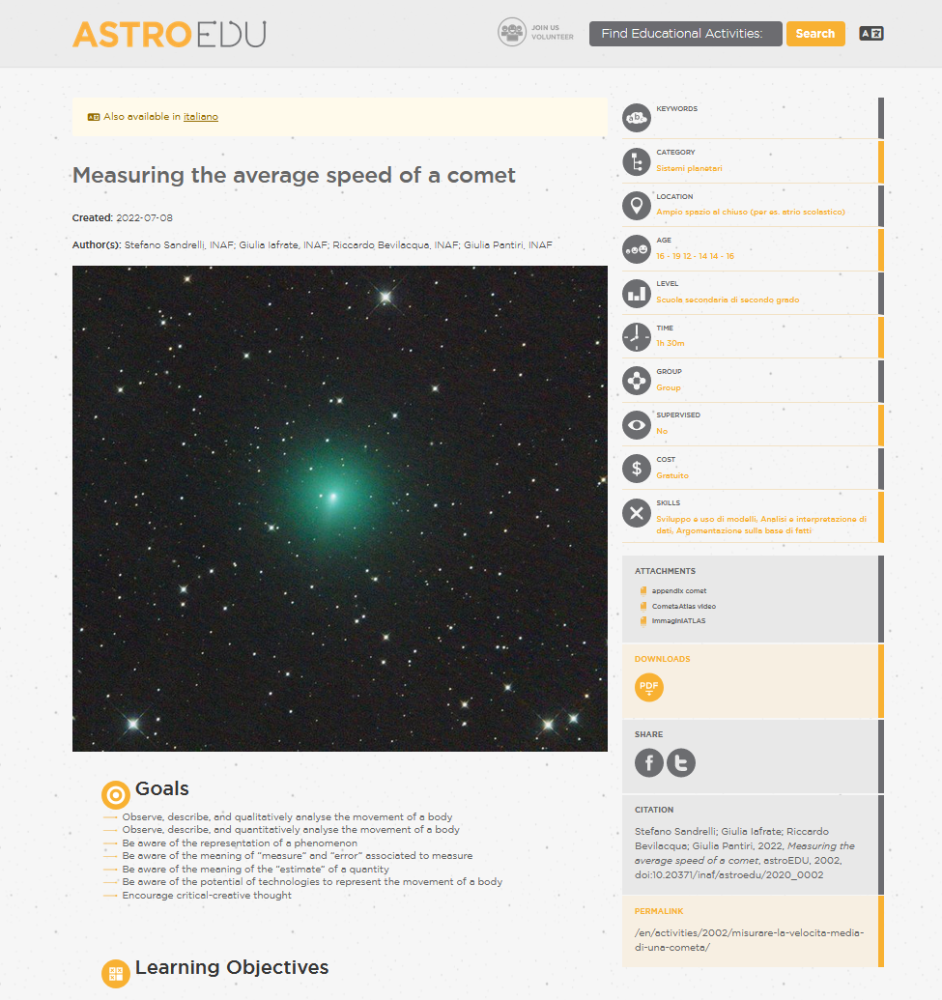 ASTROEDU
JOIN US
VOLUNTEER
Find Educational Activities:
Search
A
Also available in italiano
Measuring the average speed of a comet
Created: 2022-07-08
Author(s): Stefano Sandrelli, INAF; Giulia Iafrate, INAF; Riccardo Bevilacqua, INAF; Giulia Pantiri, INAF
Goals
Observe, describe, and qualitatively analyse the movement of a body
Observe, describe, and quantitatively analyse the movement of a body
Be aware of the representation of a phenomenon
Be aware of the meaning of “measure” and “error” associated to measure
Be aware of the meaning of the “estimate” of a quantity
Be aware of the potential of technologies to represent the movement of a body
Encourage critical-creative thought
Learning Objectives
KEYWORDS
CATEGORY
Sistemi planetari
LOCATION
Ampio spazio al chiuso (per es. atrio scolastico)
AGE
16 - 19 12 - 14 14 - 16
LEVEL
Scuola secondaria di secondo grado
TIME
1h 30m
GROUP
Group
SUPERVISED
No
COST
$
Gratuito
SKILLS
Sviluppo e uso di modelli, Analisi e interpretazione di
dati, Argomentazione sulla base di fatti
ATTACHMENTS
appendix comet
CometaAtlas video
ImmaginiATLAS
DOWNLOADS
PDF
SHARE
CITATION
Stefano Sandrelli; Giulia Iafrate; Riccardo
Bevilacqua; Giulia Pantiri, 2022, Measuring the
average speed of a comet, astroEDU, 2002,
doi:10.20371/inaf/astroedu/2020_0002
PERMALINK
/en/activities/2002/misurare-la-velocita-media-
di-una-cometa/